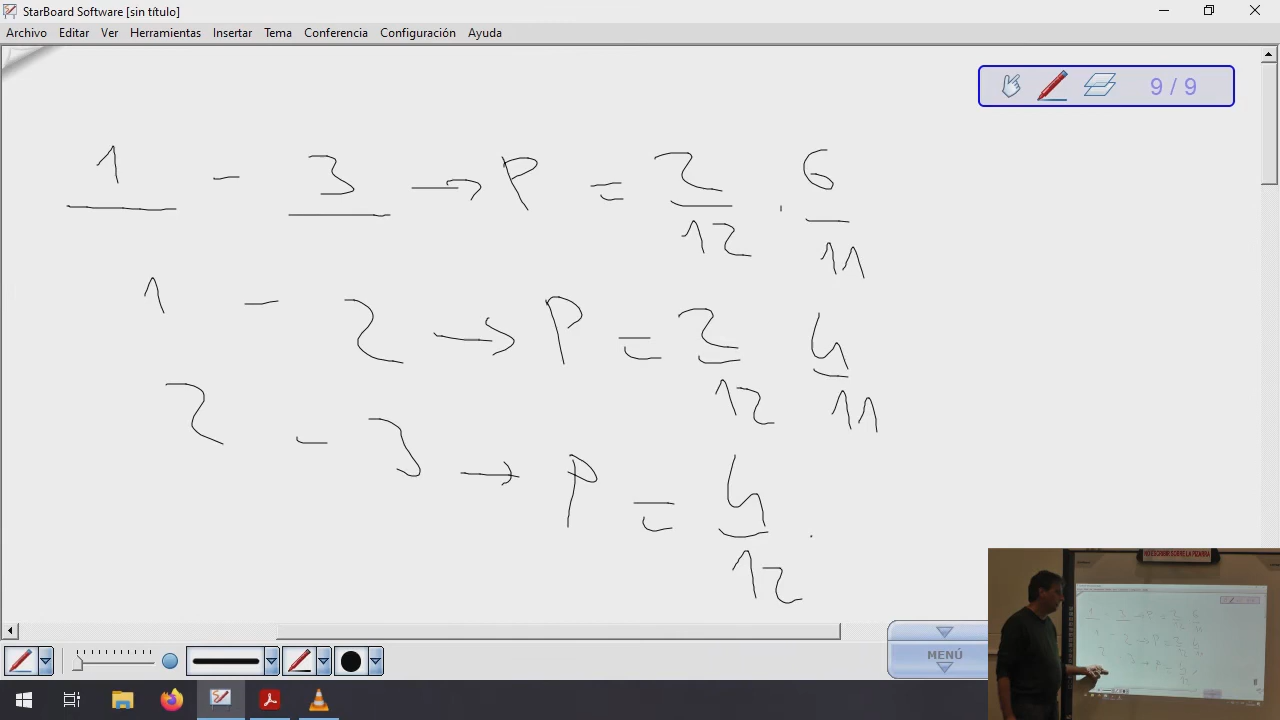 StarBoard Software [sin título]
Archivo Editar Ver Herramientas Insertar Tema Conferencia Configuración Ayuda
9 / 9
1 - 3 → P = 2/12 · 6/11
1 - 2 → P = 2/12 4/11
2 - 3 → P = 4/12 ·
MENÚ